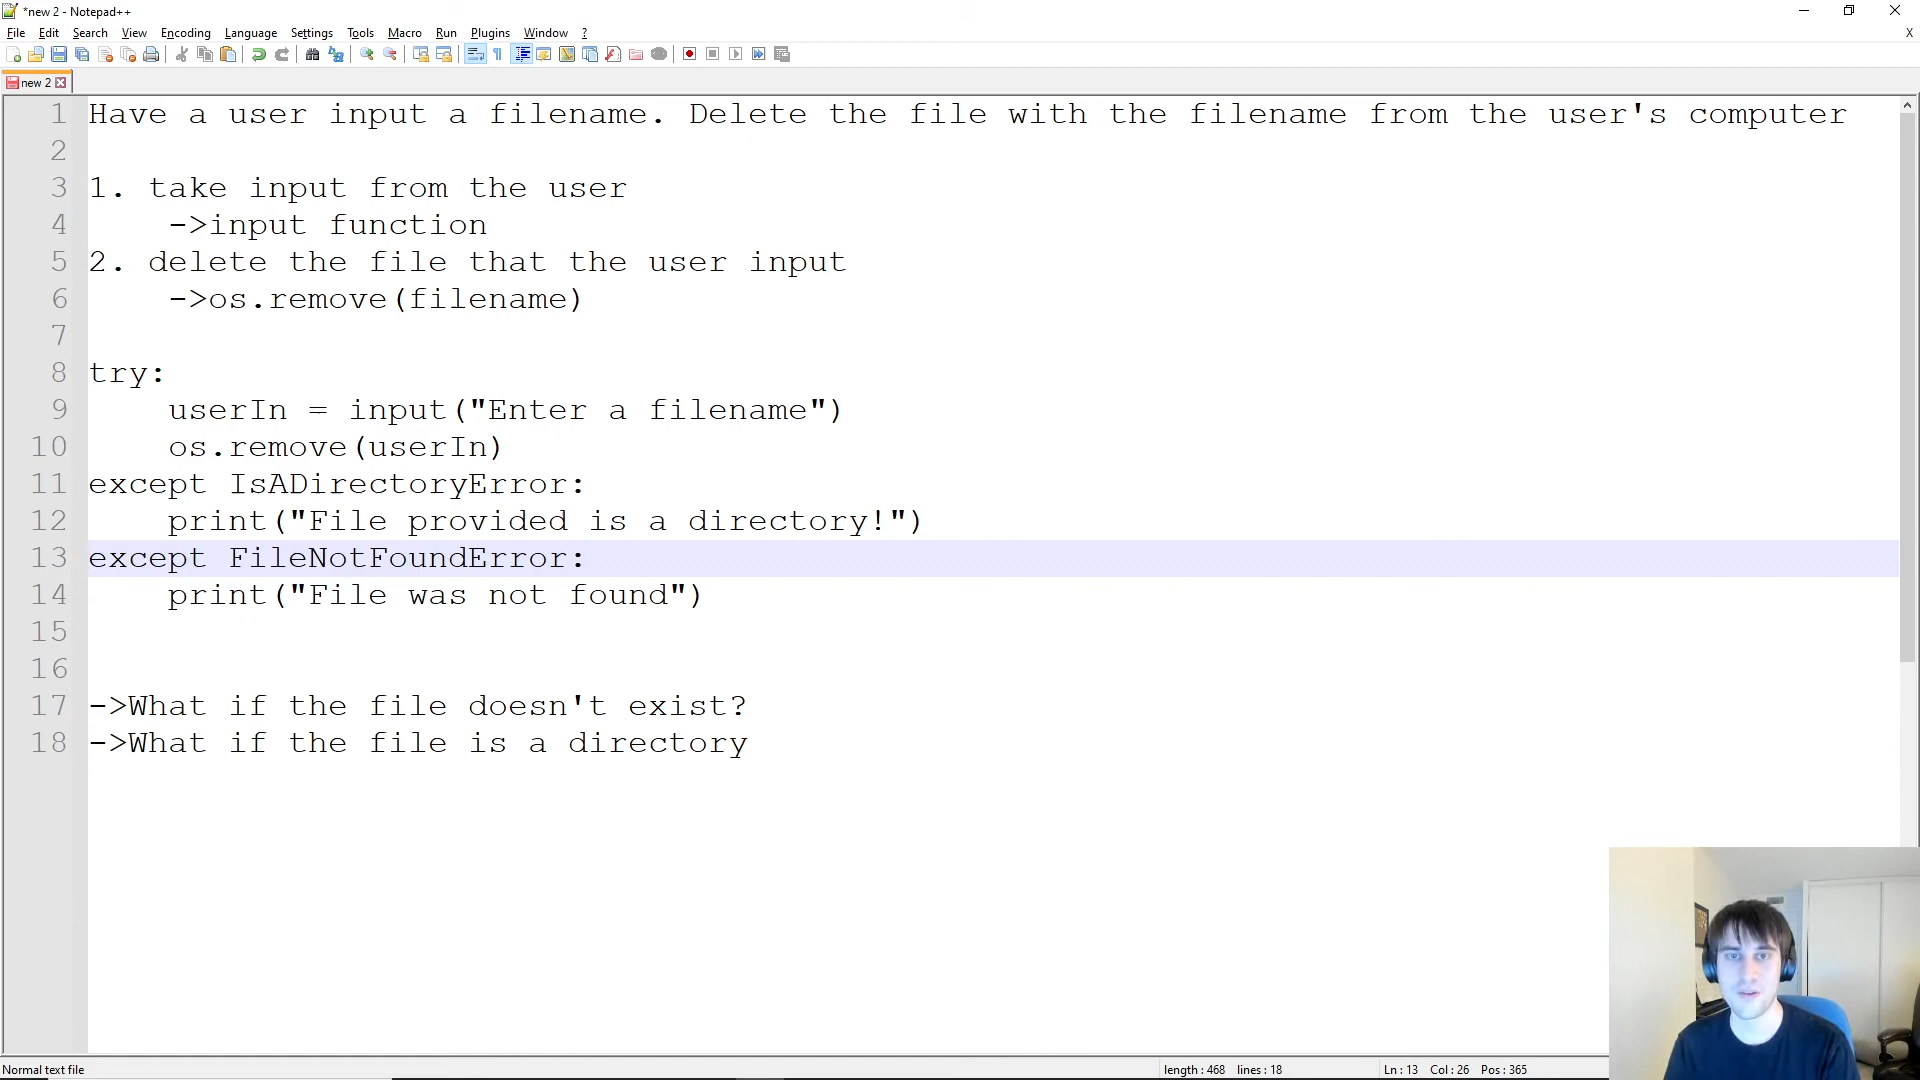 *new 2 - Notepad++
File Edit Search View Encoding Language Settings Tools Macro Run Plugins Window ? X
new 2
1 Have a user input a filename. Delete the file with the filename from the user's computer
2
3 1. take input from the user
4     ->input function
5 2. delete the file that the user input
6     ->os.remove(filename)
7
8 try:
9     userIn = input("Enter a filename")
10     os.remove(userIn)
11 except IsADirectoryError:
12     print("File provided is a directory!")
13 except FileNotFoundError:
14     print("File was not found")
15
16
17 ->What if the file doesn't exist?
18 ->What if the file is a directory
Normal text file length : 468 lines : 18 Ln : 13 Col : 26 Pos : 365